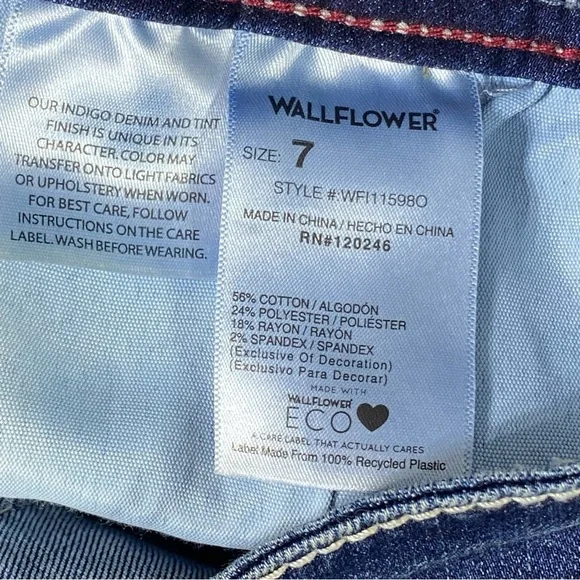 OUR INDIGO DENIM AND TINT
FINISH IS UNIQUE IN ITS
CHARACTER. COLOR MAY
TRANSFER ONTO LIGHT FABRICS
OR UPHOLSTERY WHEN WORN.
FOR BEST CARE, FOLLOW
INSTRUCTIONS ON THE CARE
LABEL. WASH BEFORE WEARING.
WALLFLOWER®
SIZE: 7
STYLE #:WFI11598O
MADE IN CHINA / HECHO EN CHINA
RN#120246
56% COTTON / ALGODÓN
24% POLYESTER / POLIÉSTER
18% RAYON / RAYÓN
2% SPANDEX / SPANDEX
(Exclusive Of Decoration)
(Exclusivo Para Decorar)
MADE WITH
WALLFLOWER®
ECO
A CARE LABEL THAT ACTUALLY CARES
Label Made From 100% Recycled Plastic